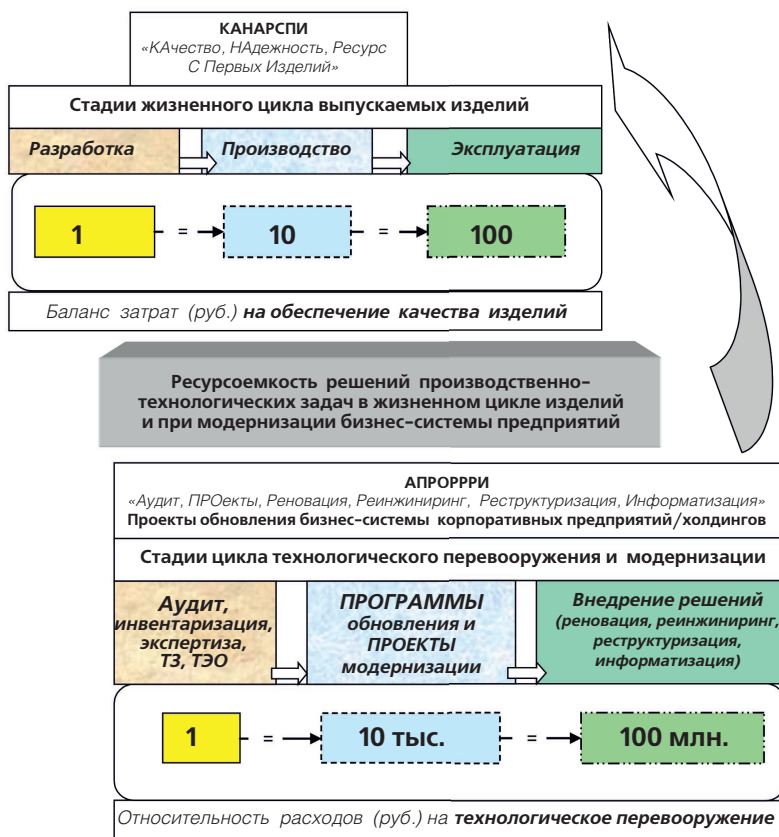 КАНАРСПИ
«КАчество, НАдежность, Ресурс
С Первых Изделий»
Стадии жизненного цикла выпускаемых изделий
Разработка
Производство
Эксплуатация
1 = 10 = 100
Баланс затрат (руб.) на обеспечение качества изделий
Ресурсоемкость решений производственно-
технологических задач в жизненном цикле изделий
и при модернизации бизнес-системы предприятий
АПРОРРРИ
«Аудит, ПРОекты, Реновация, Реинжиниринг, Реструктуризация, Информатизация»
Проекты обновления бизнес-системы корпоративных предприятий/холдингов
Стадии цикла технологического перевооружения и модернизации
Аудит,
инвентаризация,
экспертиза,
ТЗ, ТЭО
ПРОГРАММЫ
обновления и
ПРОЕКТЫ
модернизации
Внедрение решений
(реновация, реинжиниринг,
реструктуризация,
информатизация)
1 = 10 тыс. = 100 млн.
Относительность расходов (руб.) на технологическое перевооружение